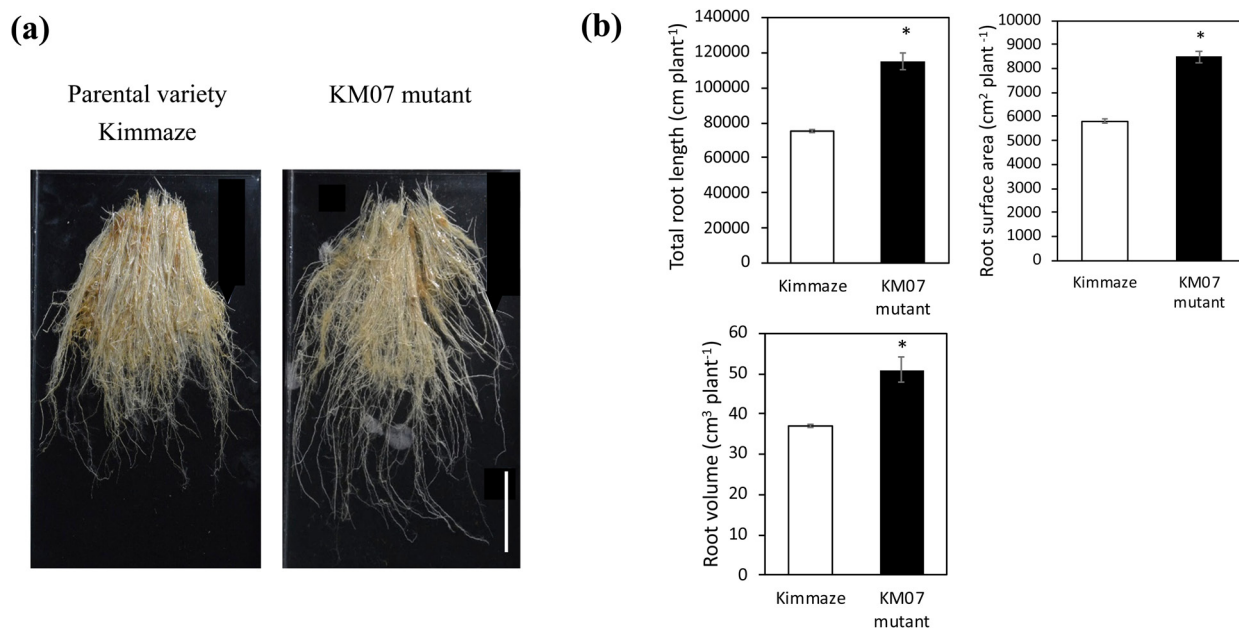 (a)
Parental variety
Kimmaze
KM07 mutant
(b)
Total root length (cm plant⁻¹)
140000
120000
100000
80000
60000
40000
20000
0
*
Kimmaze
KM07
mutant
Root surface area (cm² plant ⁻¹)
10000
9000
8000
7000
6000
5000
4000
3000
2000
1000
0
*
Kimmaze
KM07
mutant
Root volume (cm³ plant⁻¹)
60
50
40
30
20
10
0
*
Kimmaze
KM07
mutant